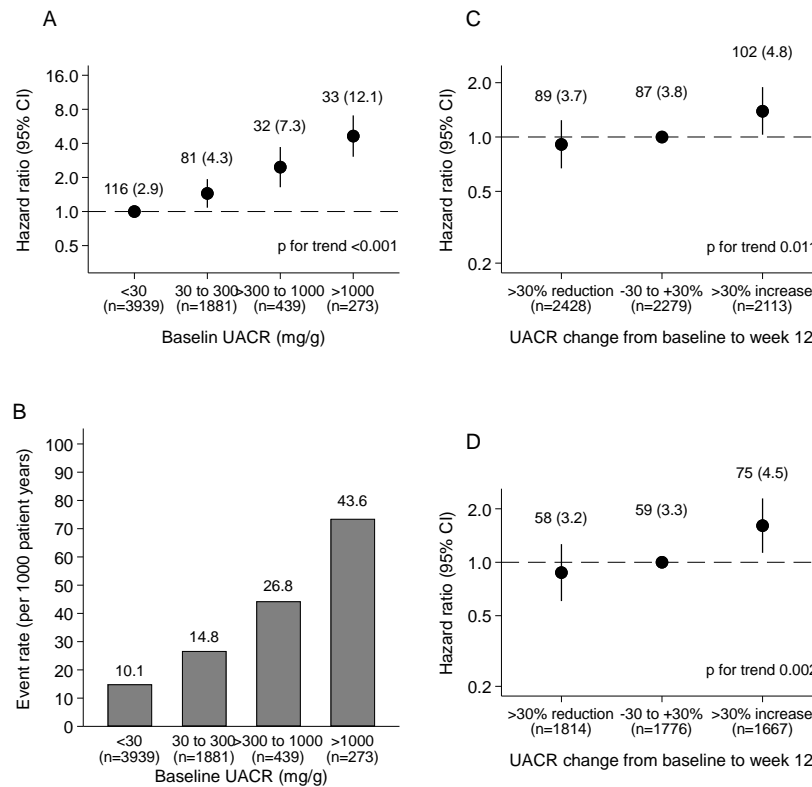 A
Hazard ratio (95% CI)
16.0
8.0
4.0
2.0
1.0
0.5
116 (2.9)
81 (4.3)
32 (7.3)
33 (12.1)
p for trend <0.001
<30 30 to 300 >300 to 1000 >1000
(n=3939) (n=1881) (n=439) (n=273)
Baselin UACR (mg/g)
B
Event rate (per 1000 patient years)
100
90
80
70
60
50
40
30
20
10
0
10.1
14.8
26.8
43.6
<30 30 to 300 >300 to 1000 >1000
(n=3939) (n=1881) (n=439) (n=273)
Baseline UACR (mg/g)
C
Hazard ratio (95% CI)
2.0
1.0
0.5
0.2
89 (3.7)
87 (3.8)
102 (4.8)
p for trend 0.011
>30% reduction -30 to +30% >30% increase
(n=2428) (n=2279) (n=2113)
UACR change from baseline to week 12
D
Hazard ratio (95% CI)
2.0
1.0
0.5
0.2
58 (3.2)
59 (3.3)
75 (4.5)
p for trend 0.002
>30% reduction -30 to +30% >30% increase
(n=1814) (n=1776) (n=1667)
UACR change from baseline to week 12